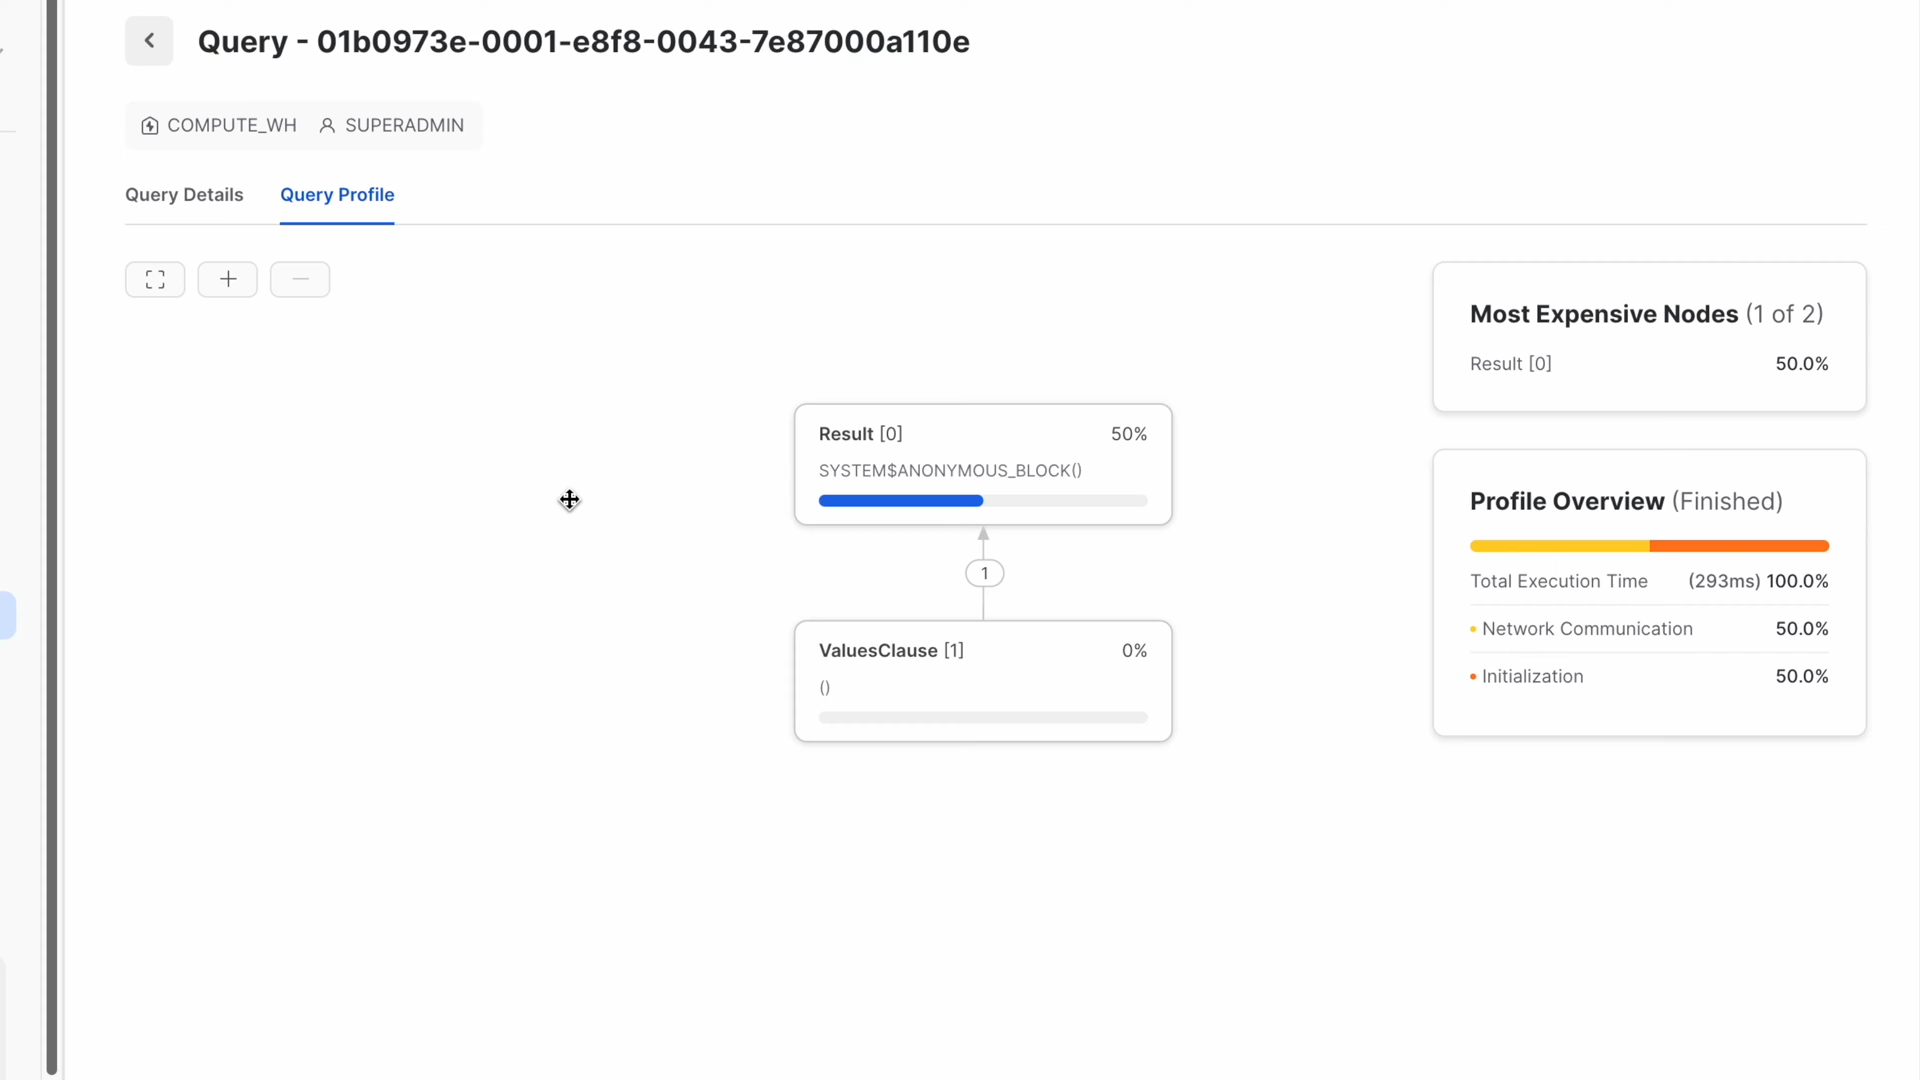 Query - 01b0973e-0001-e8f8-0043-7e87000a110e
COMPUTE_WH SUPERADMIN
Query Details Query Profile
Most Expensive Nodes (1 of 2)
Result [0] 50.0%
Result [0] 50%
SYSTEM$ANONYMOUS_BLOCK()
1
ValuesClause [1] 0%
()
Profile Overview (Finished)
Total Execution Time (293ms) 100.0%
Network Communication 50.0%
Initialization 50.0%